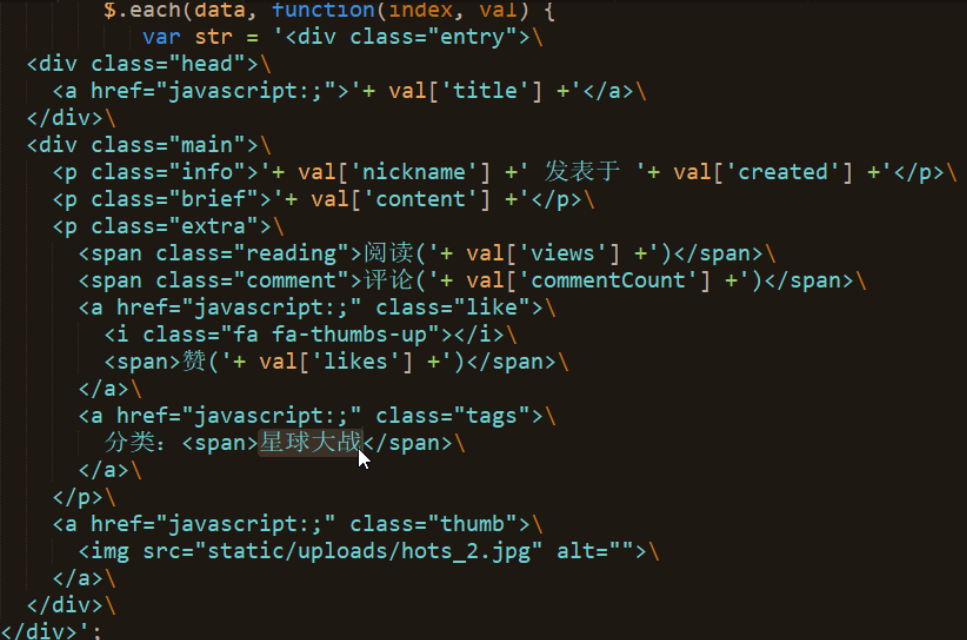 $.each(data, function(index, val) {
var str = '<div class="entry">\
<div class="head">\
<a href="javascript:;">'+ val['title'] +'</a>\
</div>\
<div class="main">\
<p class="info">'+ val['nickname'] +' 发表于 '+ val['created'] +'</p>\
<p class="brief">'+ val['content'] +'</p>\
<p class="extra">\
<span class="reading">阅读('+ val['views'] +')</span>\
<span class="comment">评论('+ val['commentCount'] +')</span>\
<a href="javascript:;" class="like">\
<i class="fa fa-thumbs-up"></i>\
<span>赞('+ val['likes'] +')</span>\
</a>\
<a href="javascript:;" class="tags">\
分类：<span>星球大战</span>\
</a>\
</p>\
<a href="javascript:;" class="thumb">\
<img src="static/uploads/hots_2.jpg" alt="">\
</a>\
</div>\
</div>';